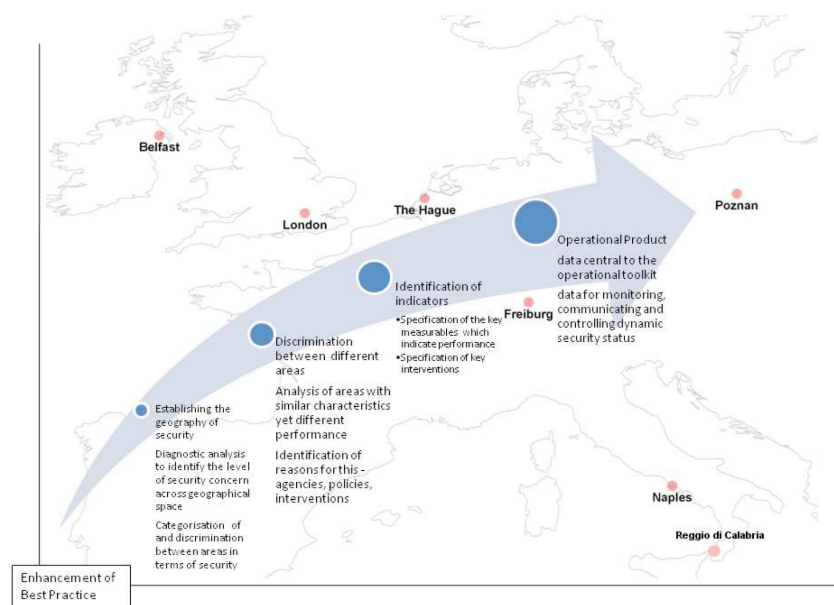 Belfast
London
The Hague
Poznan
Operational Product
data central to the
operational toolkit
data for monitoring,
communicating and
controlling dynamic
security status
Identification of
indicators
•Specification of the key
measurables which
indicate performance
•Specification of key
interventions
Freiburg
Discrimination
between different
areas
Analysis of areas with
similar characteristics
yet different
performance
Identification of
reasons for this -
agencies, policies,
interventions
Establishing the
geography of
security
Diagnostic analysis
to identify the level
of security concern
across geographical
space
Categorisation of
and discrimination
between areas in
terms of security
Naples
Reggio di Calabria
Enhancement of
Best Practice